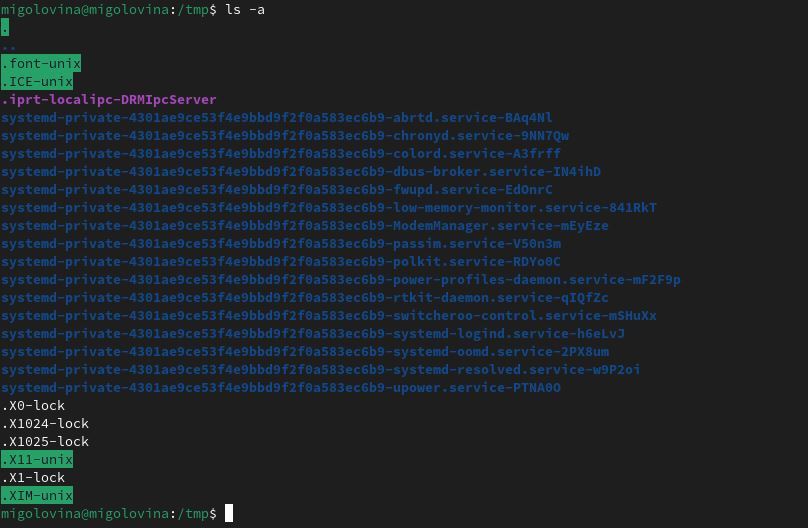 migolovina@migolovina:/tmp$ ls -a
.
..
.font-unix
.ICE-unix
.iprt-localipc-DRMIpcServer
systemd-private-4301ae9ce53f4e9bbd9f2f0a583ec6b9-abrtd.service-BAq4Nl
systemd-private-4301ae9ce53f4e9bbd9f2f0a583ec6b9-chronyd.service-9NN7Qw
systemd-private-4301ae9ce53f4e9bbd9f2f0a583ec6b9-colord.service-A3frff
systemd-private-4301ae9ce53f4e9bbd9f2f0a583ec6b9-dbus-broker.service-IN4ihD
systemd-private-4301ae9ce53f4e9bbd9f2f0a583ec6b9-fwupd.service-EdOnrC
systemd-private-4301ae9ce53f4e9bbd9f2f0a583ec6b9-low-memory-monitor.service-841RkT
systemd-private-4301ae9ce53f4e9bbd9f2f0a583ec6b9-ModemManager.service-mEyEze
systemd-private-4301ae9ce53f4e9bbd9f2f0a583ec6b9-passim.service-V50n3m
systemd-private-4301ae9ce53f4e9bbd9f2f0a583ec6b9-polkit.service-RDYo0C
systemd-private-4301ae9ce53f4e9bbd9f2f0a583ec6b9-power-profiles-daemon.service-mF2F9p
systemd-private-4301ae9ce53f4e9bbd9f2f0a583ec6b9-rtkit-daemon.service-qIQfZc
systemd-private-4301ae9ce53f4e9bbd9f2f0a583ec6b9-switcheroo-control.service-mSHuXx
systemd-private-4301ae9ce53f4e9bbd9f2f0a583ec6b9-systemd-logind.service-h6eLvJ
systemd-private-4301ae9ce53f4e9bbd9f2f0a583ec6b9-systemd-oomd.service-2PX8um
systemd-private-4301ae9ce53f4e9bbd9f2f0a583ec6b9-systemd-resolved.service-w9P2oi
systemd-private-4301ae9ce53f4e9bbd9f2f0a583ec6b9-upower.service-PTNA0O
.X0-lock
.X1024-lock
.X1025-lock
.X11-unix
.X1-lock
.XIM-unix
migolovina@migolovina:/tmp$